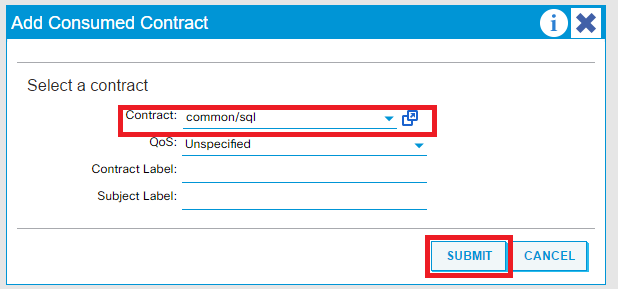 Add Consumed Contract
Select a contract
Contract: common/sql
QoS: Unspecified
Contract Label:
Subject Label:
SUBMIT CANCEL